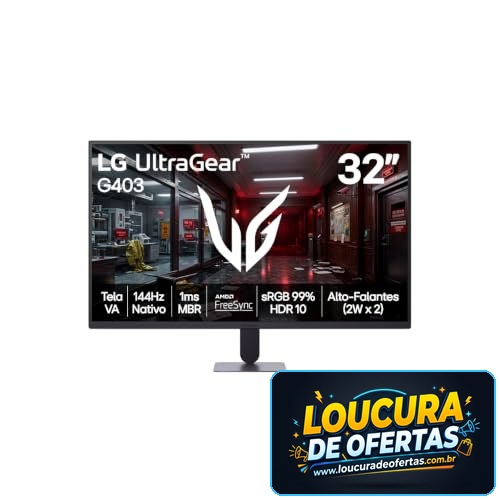 LG UltraGear™
32”
G403
Tela
VA
144Hz
Nativo
1ms
MBR
AMD
FreeSync
sRGB 99%
HDR 10
Alto-Falantes
(2W x 2)
LOUCURA
DE OFERTAS
www.loucuradeofertas.com.br